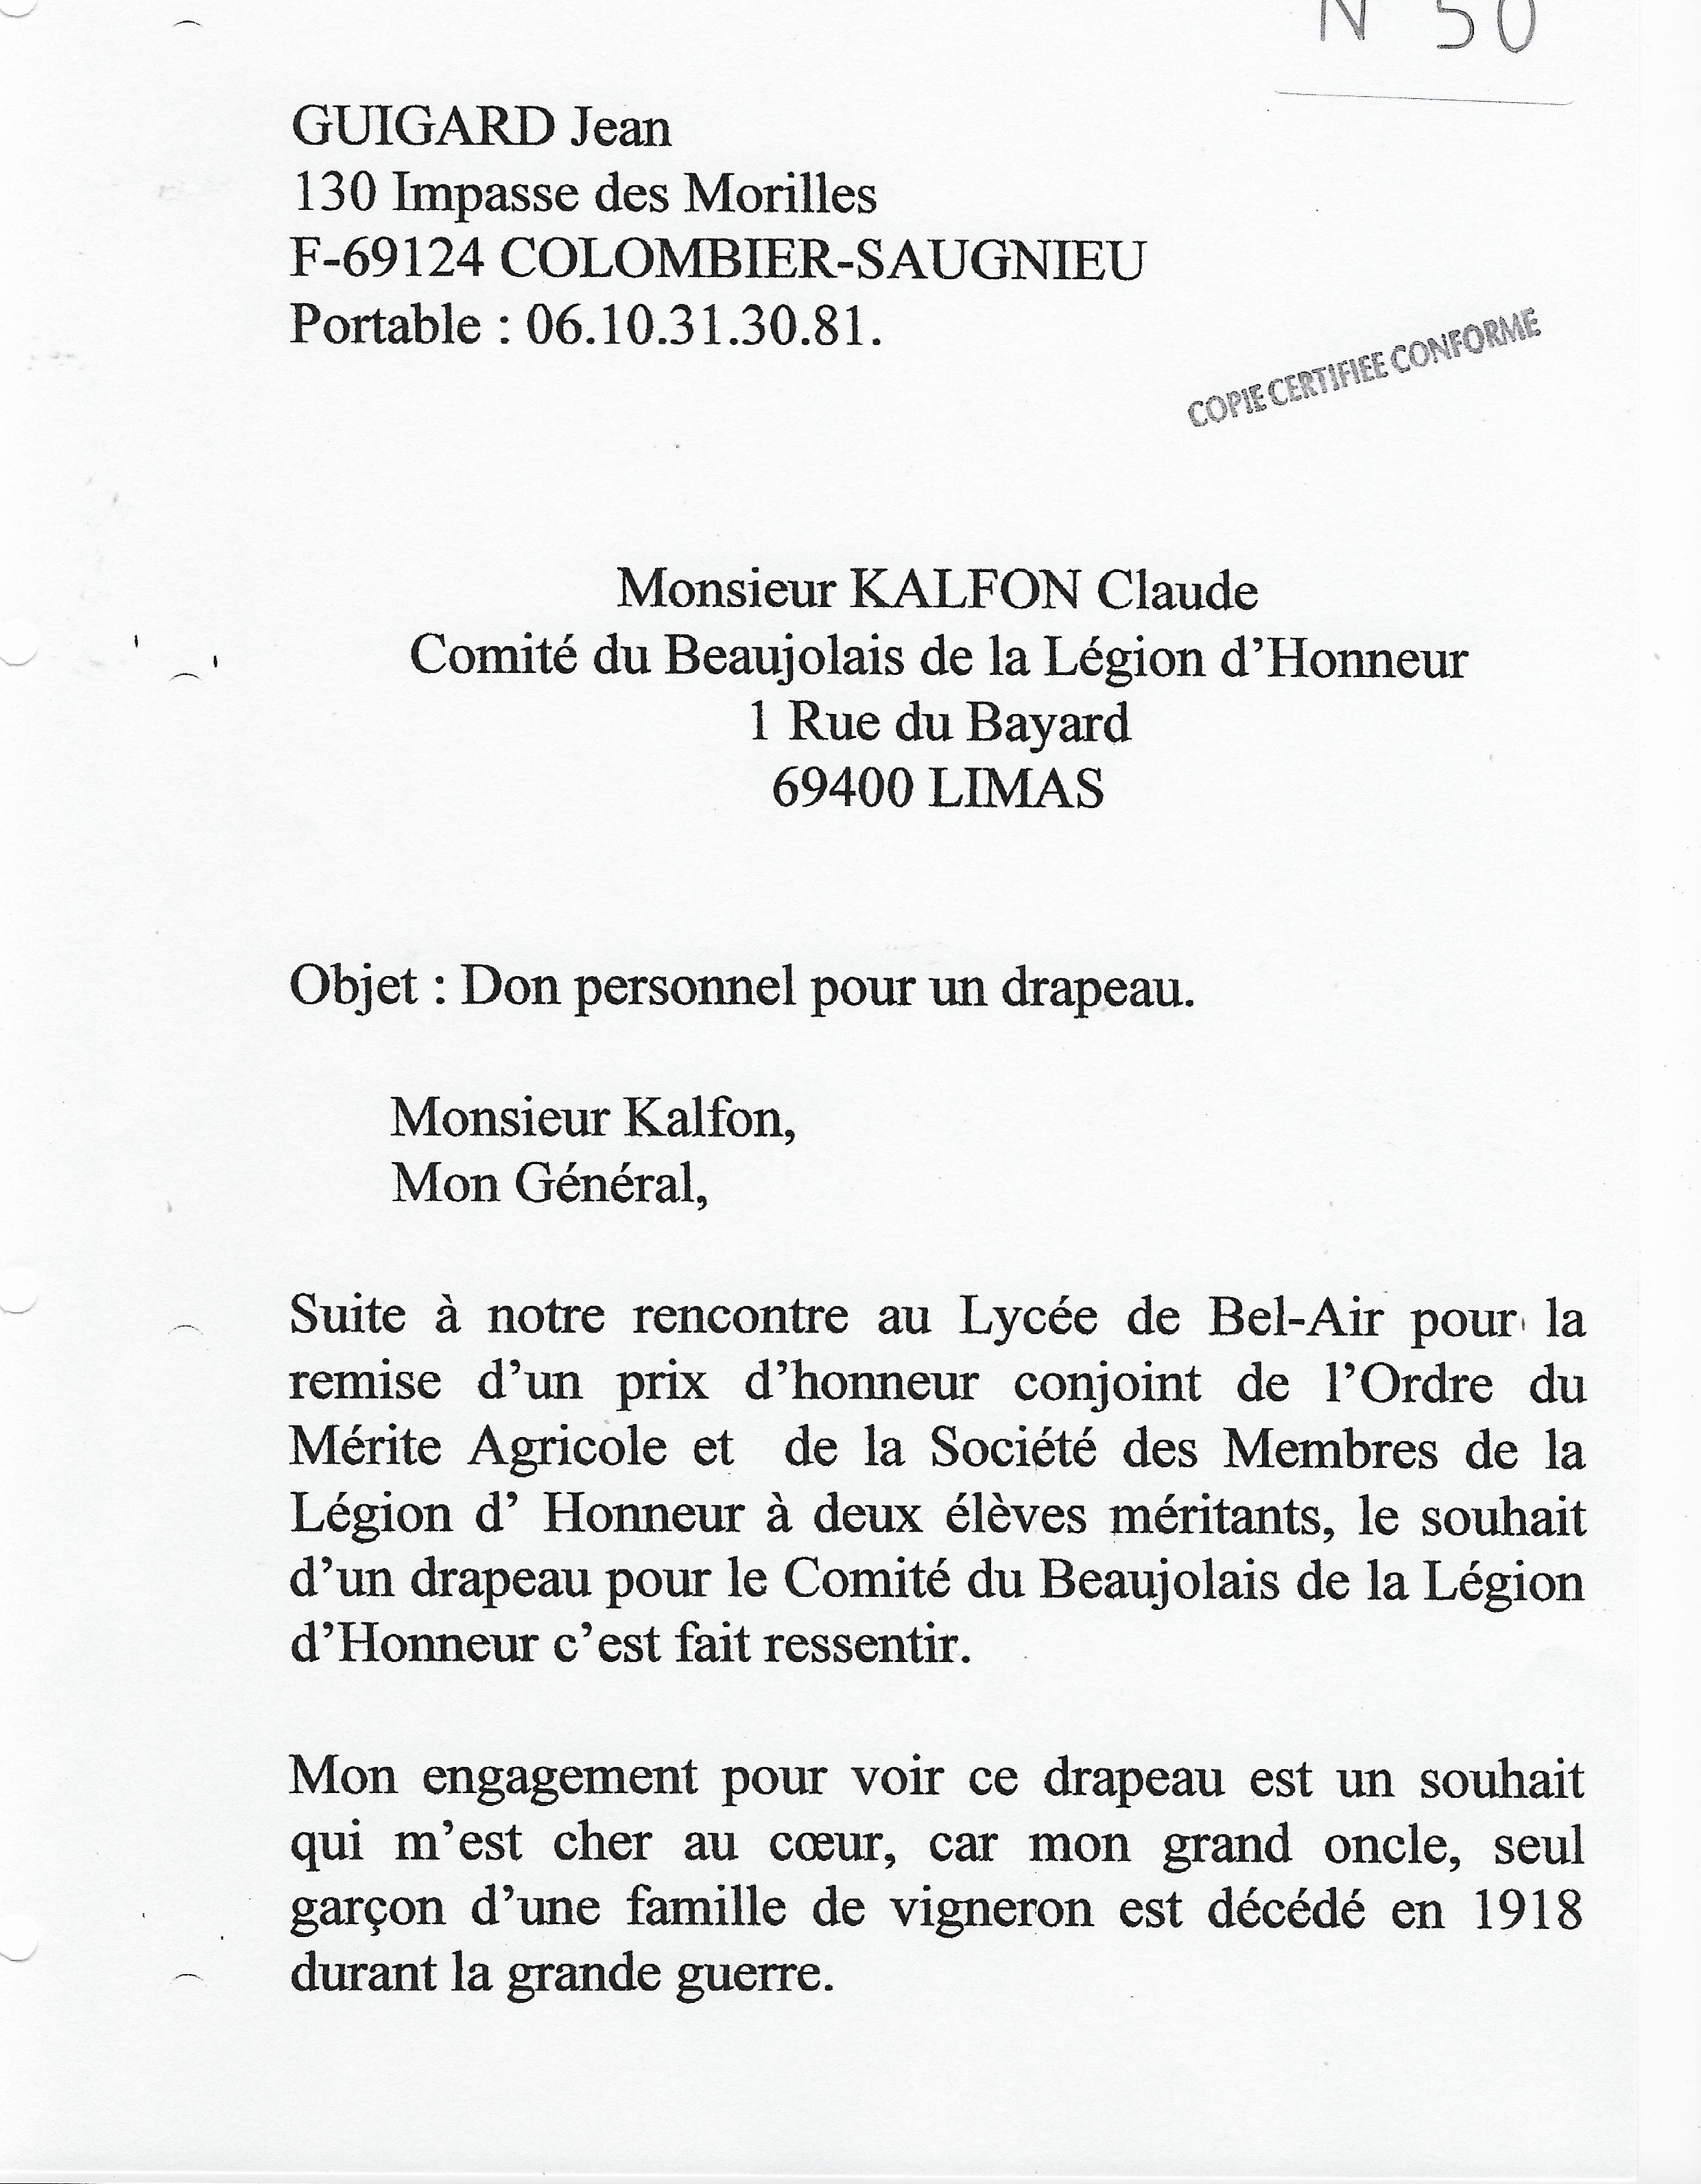 N 50
GUIGARD Jean
130 Impasse des Morilles
F-69124 COLOMBIER-SAUGNIEU
Portable : 06.10.31.30.81.
COPIE CERTIFIEE CONFORME
Monsieur KALFON Claude
Comité du Beaujolais de la Légion d’Honneur
1 Rue du Bayard
69400 LIMAS
Objet : Don personnel pour un drapeau.
Monsieur Kalfon,
Mon Général,
Suite à notre rencontre au Lycée de Bel-Air pour la
remise d’un prix d’honneur conjoint de l’Ordre du
Mérite Agricole et de la Société des Membres de la
Légion d’ Honneur à deux élèves méritants, le souhait
d’un drapeau pour le Comité du Beaujolais de la Légion
d’Honneur c’est fait ressentir.
Mon engagement pour voir ce drapeau est un souhait
qui m’est cher au cœur, car mon grand oncle, seul
garçon d’une famille de vigneron est décédé en 1918
durant la grande guerre.